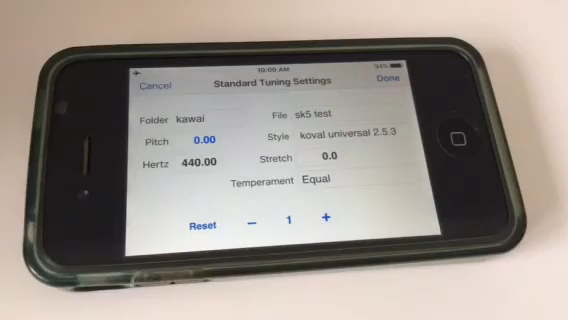 10:00 AM
94%
Cancel
Standard Tuning Settings
Done
Folder kawai
File sk5 test
Pitch 0.00
Style koval universal 2.5.3
Hertz 440.00
Stretch 0.0
Temperament Equal
Reset − 1 +